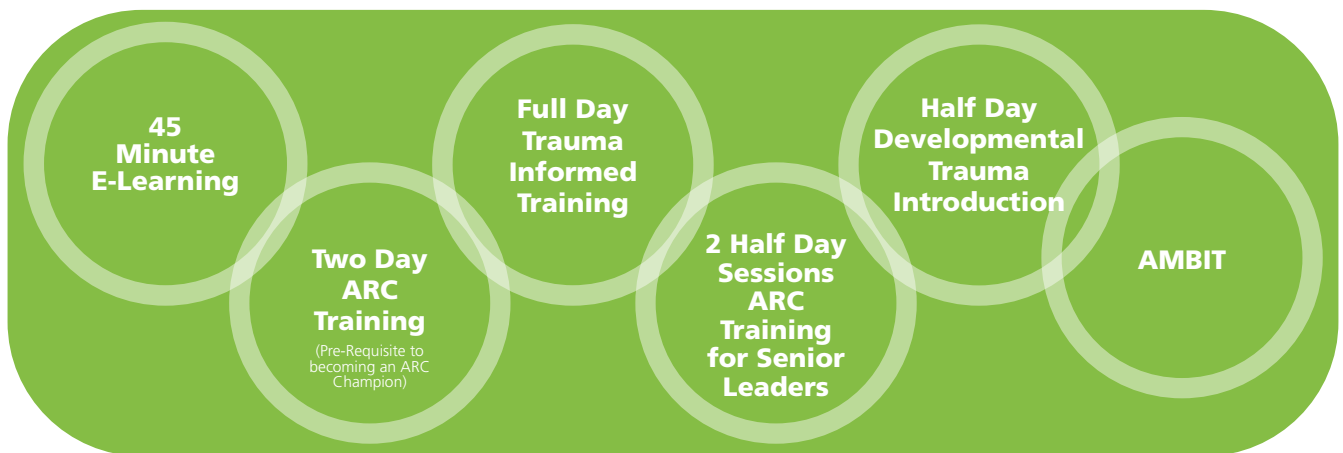 45
Minute
E-Learning
Two Day
ARC
Training
(Pre-Requisite to
becoming an ARC
Champion)
Full Day
Trauma
Informed
Training
2 Half Day
Sessions
ARC
Training
for Senior
Leaders
Half Day
Developmental
Trauma
Introduction
AMBIT